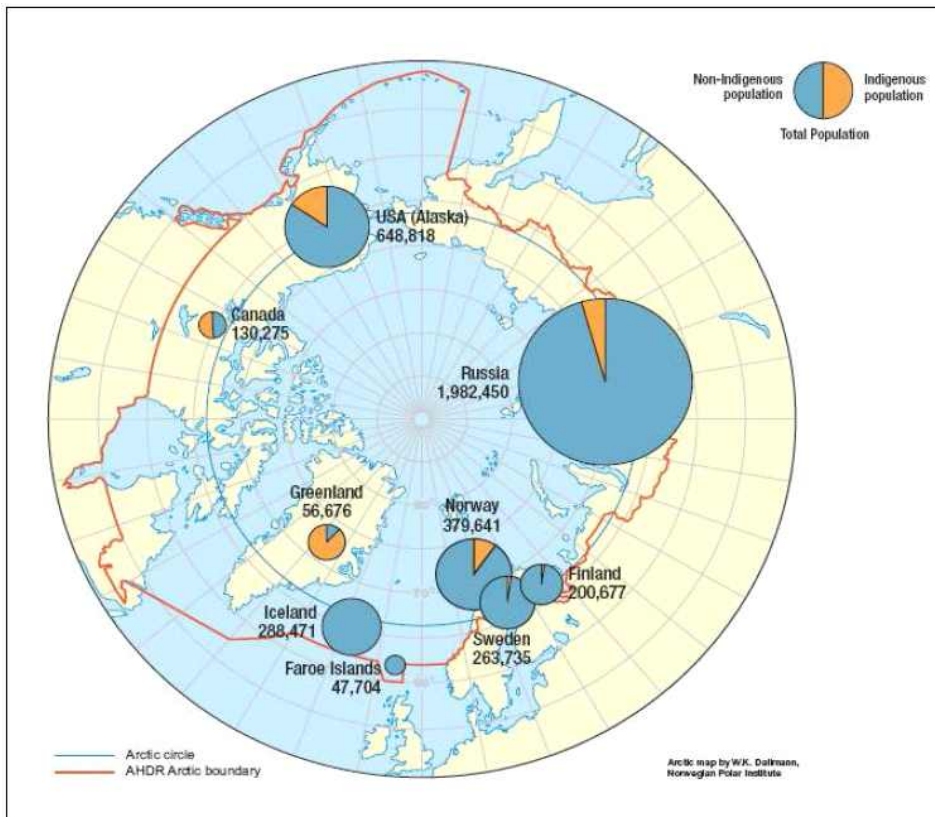 Non-Indigenous
population
Indigenous
population
Total Population
USA (Alaska)
648,818
Canada
130,275
Russia
1,982,450
Greenland
56,676
Norway
379,641
Finland
200,677
Iceland
288,471
Sweden
263,735
Faroe Islands
47,704
Arctic circle
AHDR Arctic boundary
Arctic map by W.K. Dallmann,
Norwegian Polar Institute